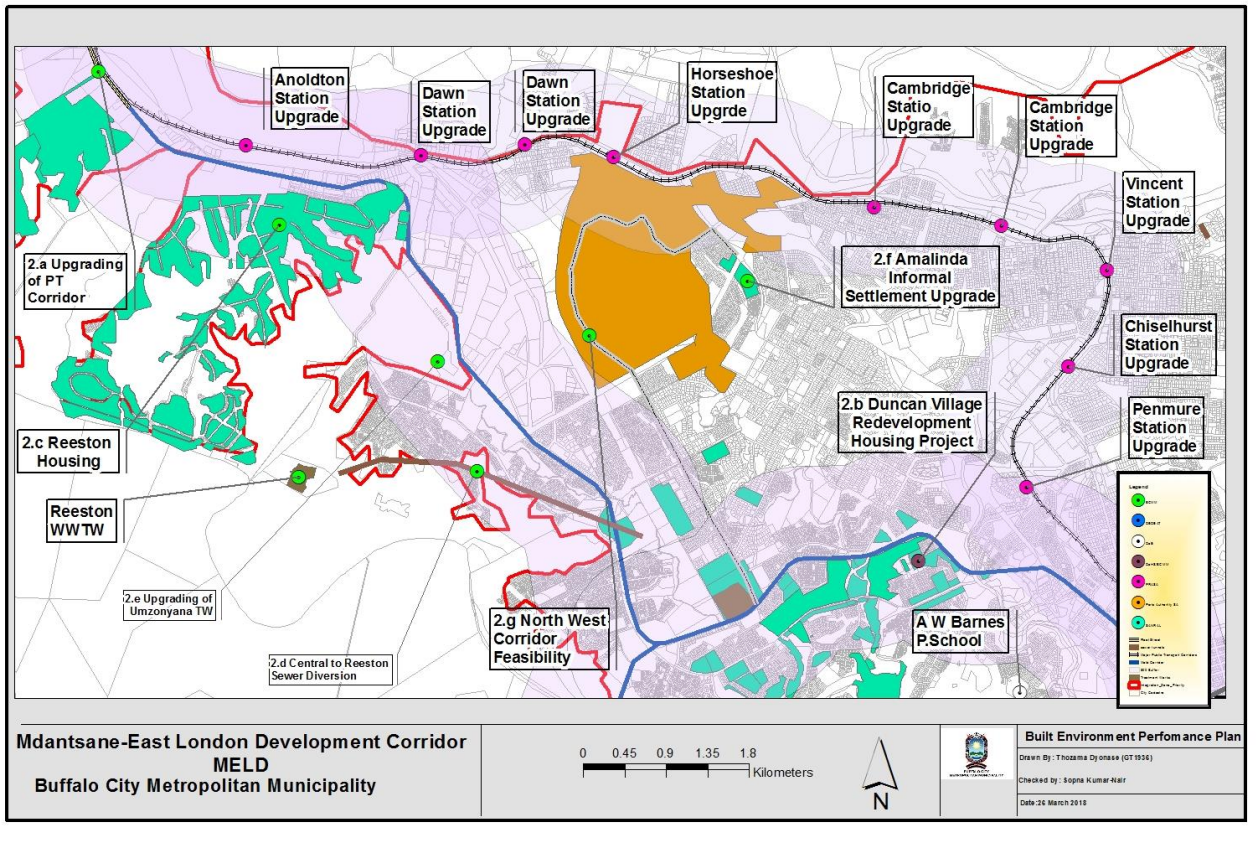 Anoldton
Station
Upgrade
Dawn
Station
Upgrade
Dawn
Station
Upgrade
Horseshoe
Station
Upgrde
Cambridge
Statio
Upgrade
Cambridge
Station
Upgrade
Vincent
Station
Upgrade
2.a Upgrading
of PT
Corridor
2.f Amalinda
Informal
Settlement Upgrade
Chiselhurst
Station
Upgrade
2.b Duncan Village
Redevelopment
Housing Project
Penmure
Station
Upgrade
2.c Reeston
Housing
Reeston
WWTW
2.e Upgrading of
Umzonyana TW
2.d Central to Reeston
Sewer Diversion
2.g North West
Corridor
Feasibility
A W Barnes
P.School
Legend
BCMM
PRASA
Mdantsane-East London Development Corridor
MELD
Buffalo City Metropolitan Municipality
0 0.45 0.9 1.35 1.8
Kilometers
N
Built Environment Perfomance Plan
Drawn By: Thozama Dyonase (GT1936)
Checked by: Sopna Kumar-Nair
Date:26 March 2018